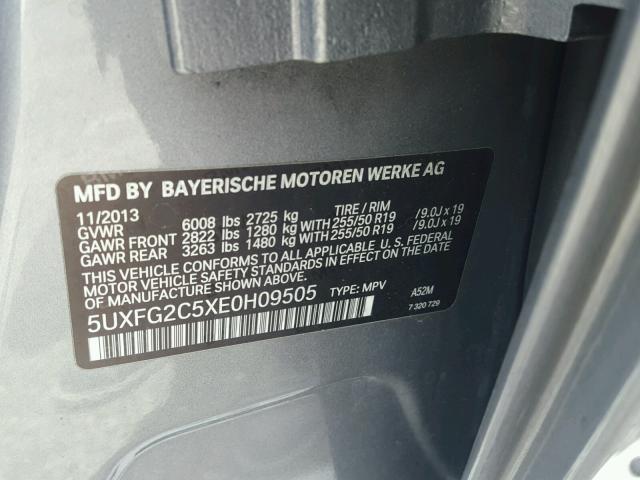 MFD BY BAYERISCHE MOTOREN WERKE AG
11/2013 TIRE / RIM
GVWR 6008 lbs 2725 kg
GAWR FRONT 2822 lbs 1280 kg WITH 255/50 R19 /9.0J x 19
GAWR REAR 3263 lbs 1480 kg WITH 255/50 R19 /9.0J x 19
THIS VEHICLE CONFORMS TO ALL APPLICABLE U.S. FEDERAL
MOTOR VEHICLE SAFETY STANDARDS IN EFFECT ON THE DATE
OF MANUFACTURE SHOWN ABOVE.
5UXFG2C5XE0H09505 TYPE: MPV A52M
7 320 729